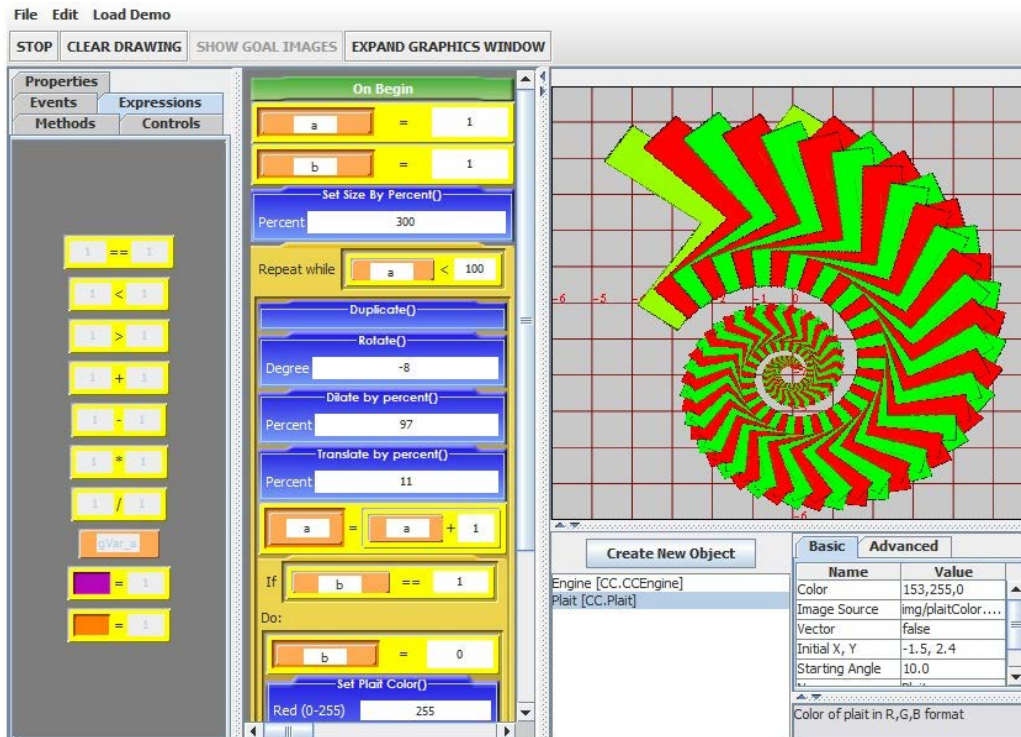 File Edit Load Demo
STOP CLEAR DRAWING SHOW GOAL IMAGES EXPAND GRAPHICS WINDOW
Properties
Events Expressions
Methods Controls
1 == 1
1 < 1
1 > 1
1 + 1
1 - 1
1 * 1
1 / 1
gVar_a
= 1
= 1
On Begin
a = 1
b = 1
Set Size By Percent()
Percent 300
Repeat while a < 100
Duplicate()
Rotate()
Degree -8
Dilate by percent()
Percent 97
Translate by percent()
Percent 11
a = a + 1
If b == 1
Do:
b = 0
Set Plait Color()
Red (0-255) 255
-6 -5 -2 -1 0
-6
Create New Object
Engine [CC.CCEngine]
Plait [CC.Plait]
Basic Advanced
Name Value
Color 153,255,0
Image Source img/plaitColor....
Vector false
Initial X, Y -1.5, 2.4
Starting Angle 10.0
Color of plait in R,G,B format